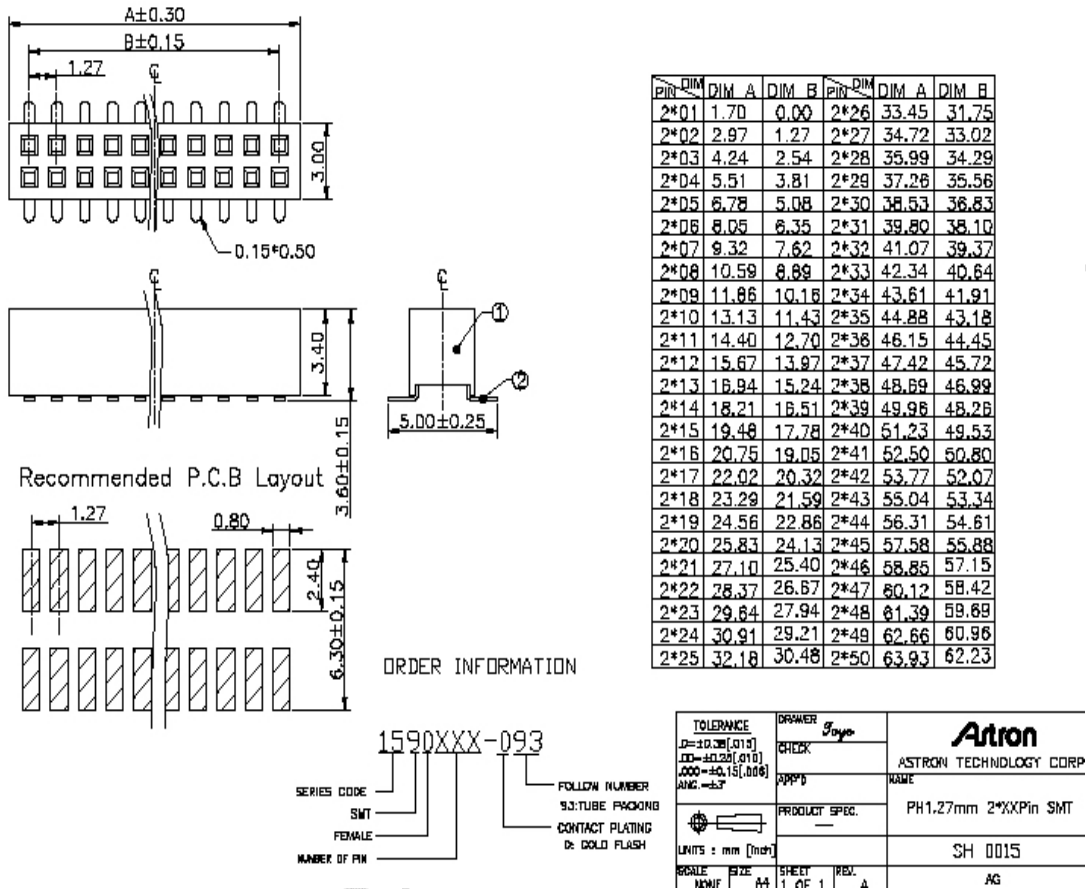 A±0.30
B±0.15
1.27
℄
3.00
0.15*0.50
℄
℄
3.40
3.60±0.15
①
②
5.00±0.25
Recommended P.C.B Layout
1.27
0.80
2.40
6.30±0.15
PIN DIM DIM A DIM B PIN DIM DIM A DIM B
2*01 1.70 0.00 2*26 33.45 31.75
2*02 2.97 1.27 2*27 34.72 33.02
2*03 4.24 2.54 2*28 35.99 34.29
2*04 5.51 3.81 2*29 37.26 35.56
2*05 6.78 5.08 2*30 38.53 36.83
2*06 8.05 6.35 2*31 39.80 38.10
2*07 9.32 7.62 2*32 41.07 39.37
2*08 10.59 8.89 2*33 42.34 40.64
2*09 11.86 10.16 2*34 43.61 41.91
2*10 13.13 11.43 2*35 44.88 43.18
2*11 14.40 12.70 2*36 46.15 44.45
2*12 15.67 13.97 2*37 47.42 45.72
2*13 16.94 15.24 2*38 48.69 46.99
2*14 18.21 16.51 2*39 49.96 48.26
2*15 19.48 17.78 2*40 51.23 49.53
2*16 20.75 19.05 2*41 52.50 50.80
2*17 22.02 20.32 2*42 53.77 52.07
2*18 23.29 21.59 2*43 55.04 53.34
2*19 24.56 22.86 2*44 56.31 54.61
2*20 25.83 24.13 2*45 57.58 55.88
2*21 27.10 25.40 2*46 58.85 57.15
2*22 28.37 26.67 2*47 60.12 58.42
2*23 29.64 27.94 2*48 61.39 59.69
2*24 30.91 29.21 2*49 62.66 60.96
2*25 32.18 30.48 2*50 63.93 62.23
ORDER INFORMATION
1590XXX-093
SERIES CODE
SMT
FEMALE
NUMBER OF PIN
FOLLOW NUMBER
93:TUBE PACKING
CONTACT PLATING
0: GOLD FLASH
TOLERANCE
.0=±0.38[.015]
.00=±0.25[.010]
.000=±0.15[.006]
ANG.=±3°
UNITS : mm [inch]
SCALE NONE
SIZE A4
SHEET 1 OF 1
REV. A
DRAWER Toyo
CHECK
APP'D
PRODUCT SPEC.
Astron
ASTRON TECHNOLOGY CORP
NAME
PH1.27mm 2*XXPin SMT
SH 0015
AG